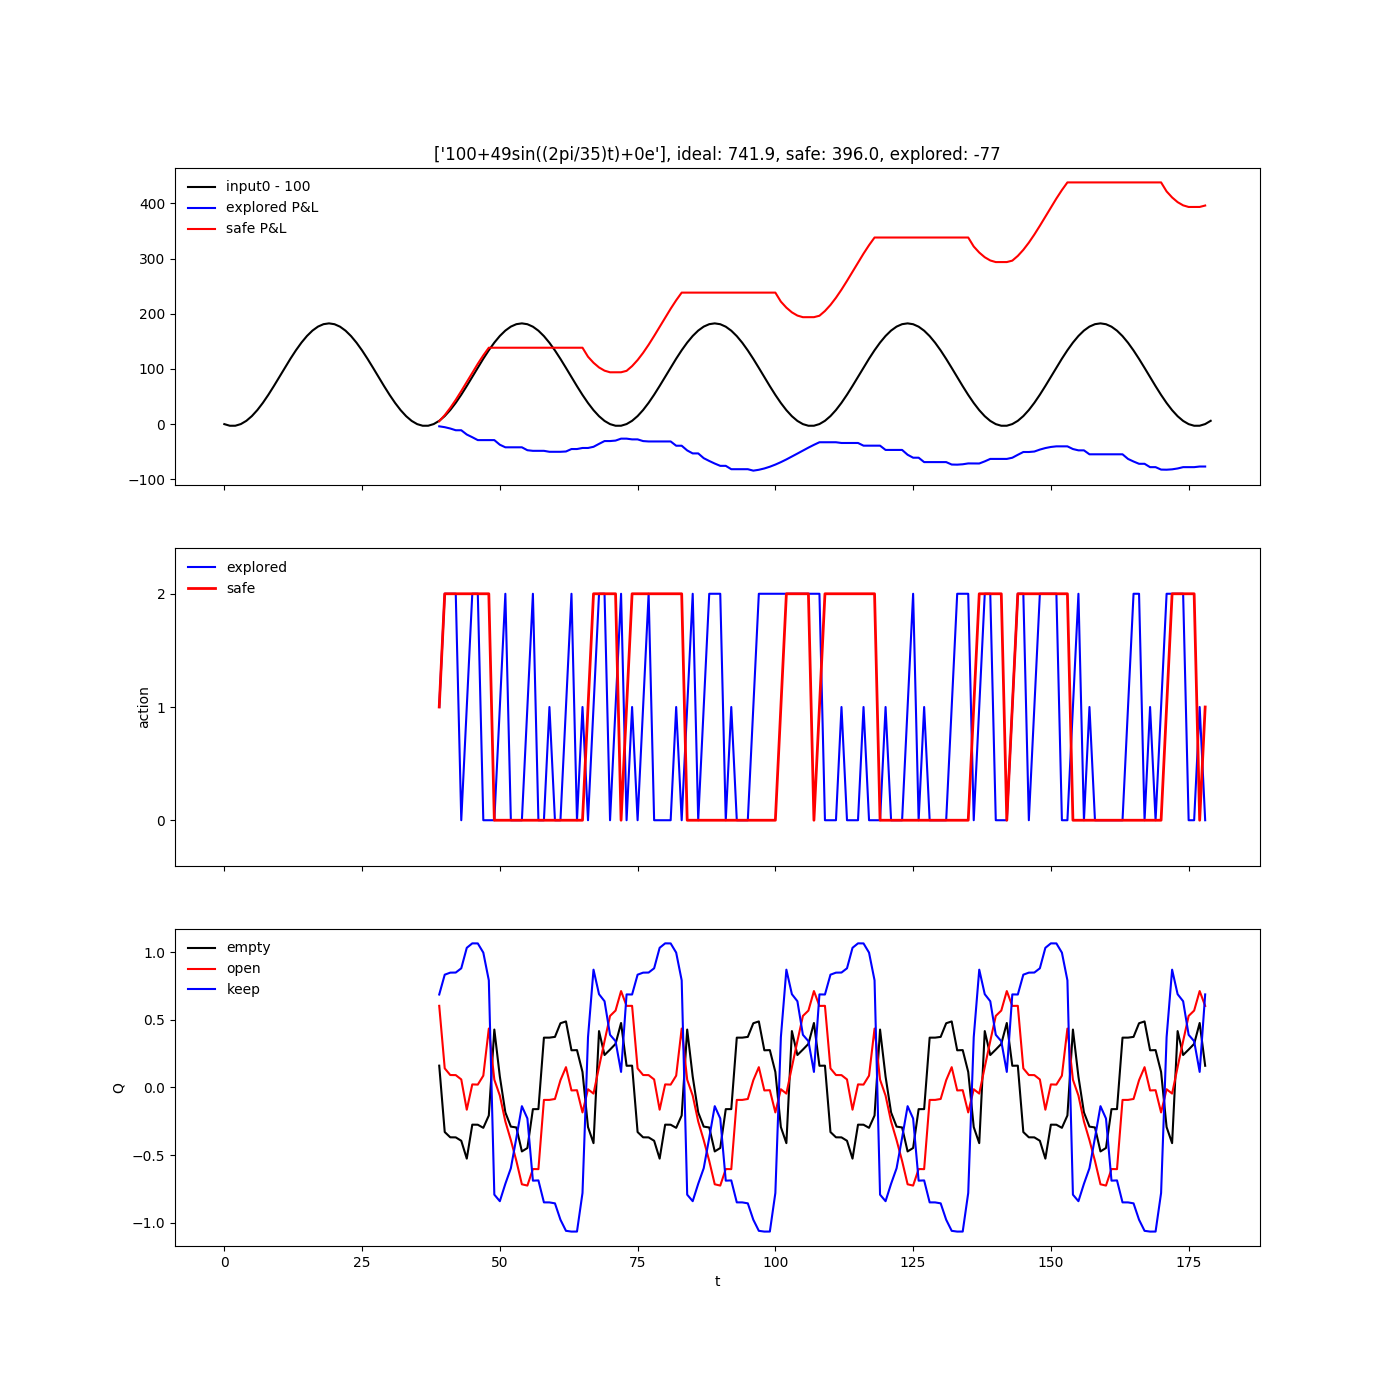 ['100+49sin((2pi/35)t)+0e'], ideal: 741.9, safe: 396.0, explored: -77
input0 - 100
explored P&L
safe P&L
400
300
200
100
0
−100
explored
safe
2
1
0
action
empty
open
keep
1.0
0.5
0.0
−0.5
−1.0
Q
0 25 50 75 100 125 150 175
t